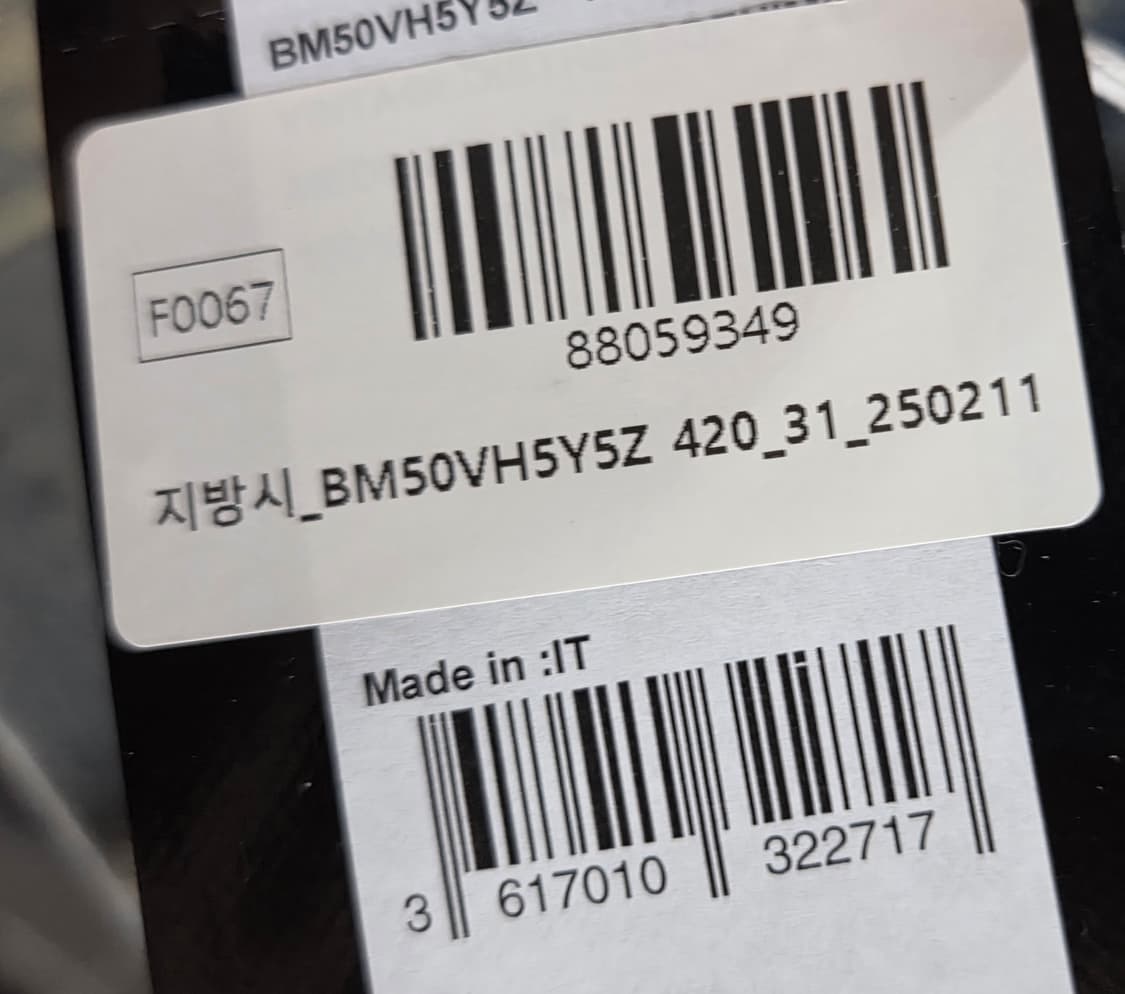 BM50VH5Y5Z
F0067
88059349
지방시_BM50VH5Y5Z 420_31_250211
Made in :IT
3 617010 322717